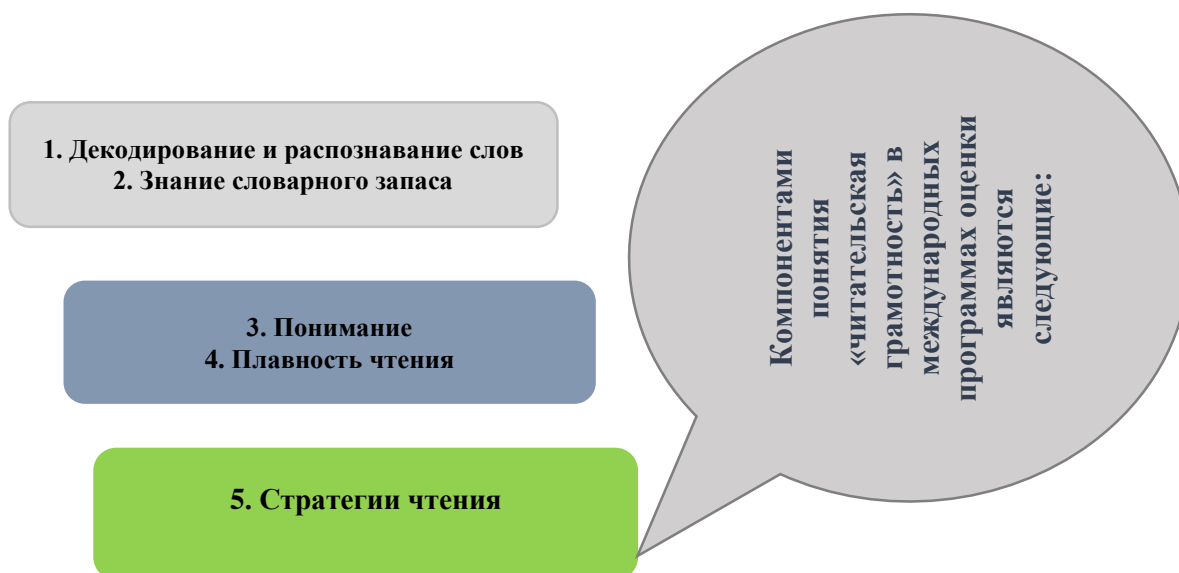 Компонентами
понятия
«читательская
грамотность» в
международных
программах оценки
являются
следующие:
1. Декодирование и распознавание слов
2. Знание словарного запаса
3. Понимание
4. Плавность чтения
5. Стратегии чтения